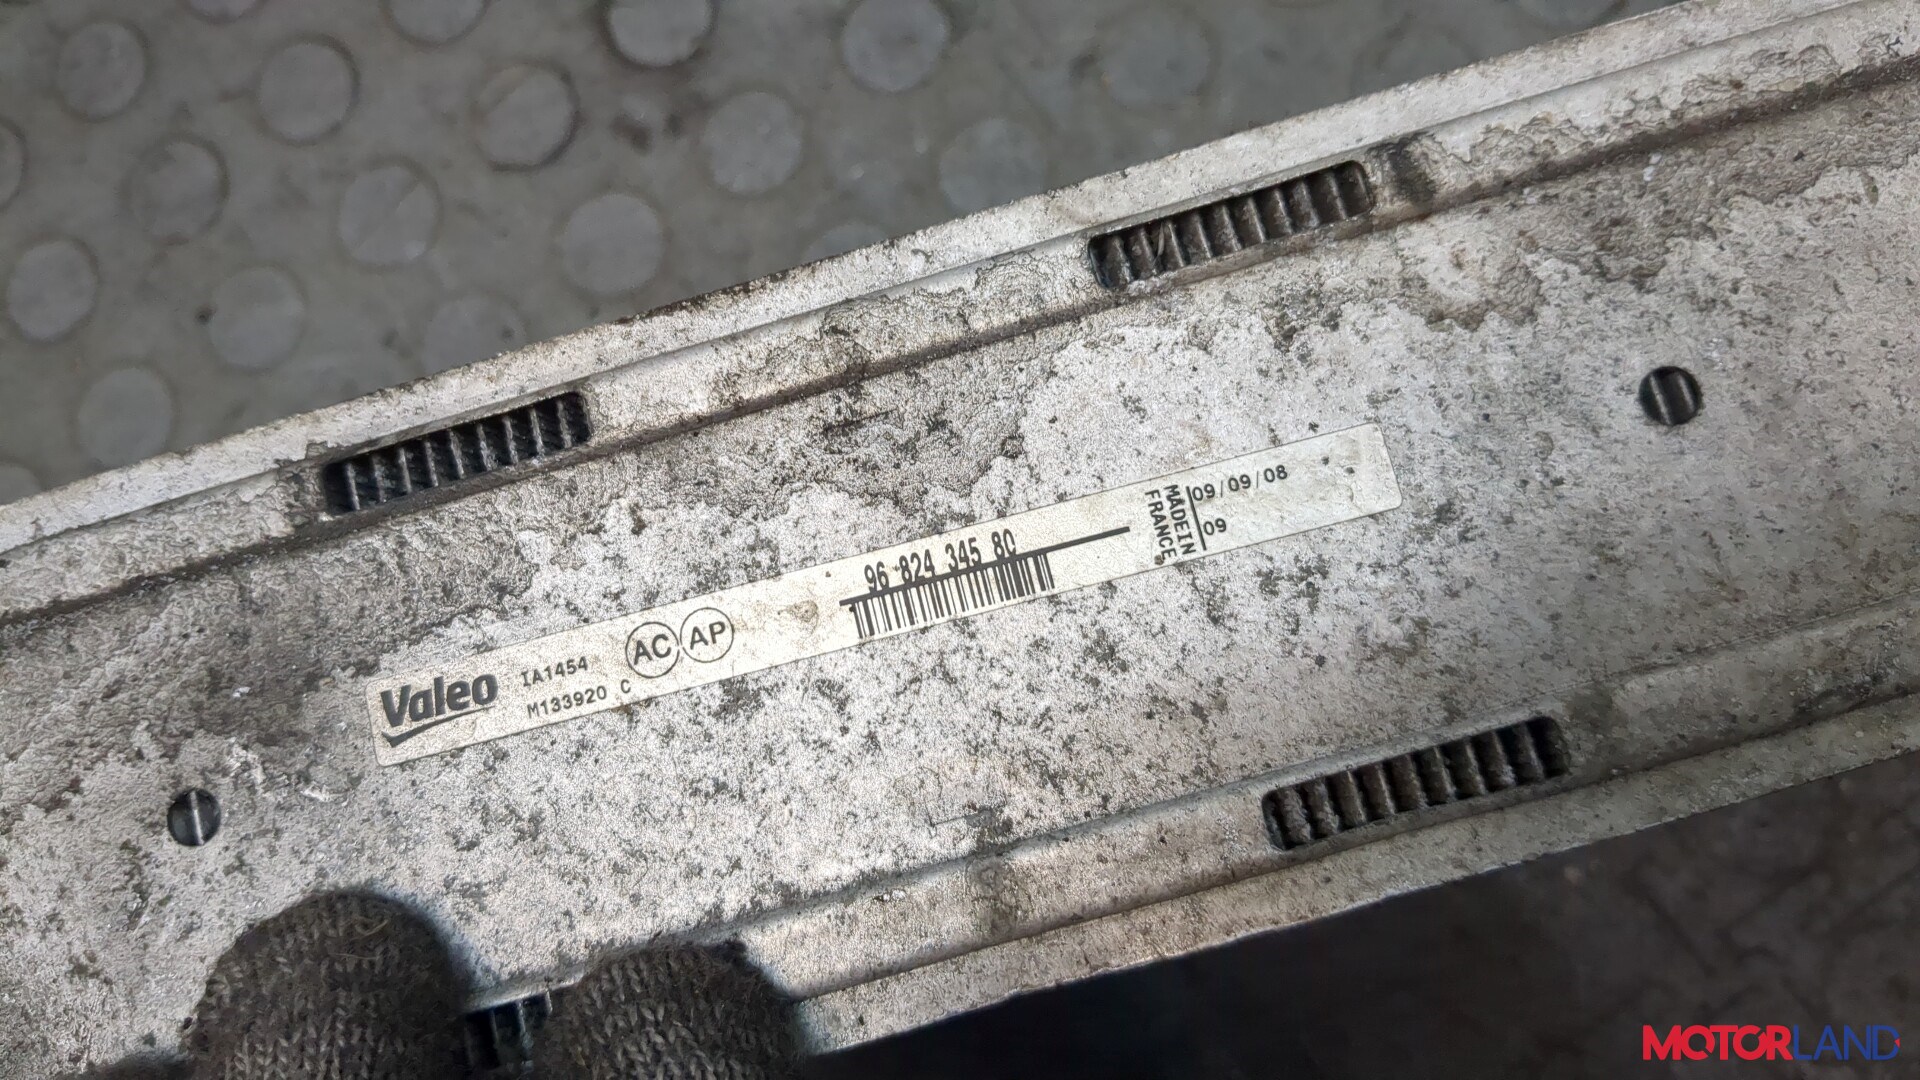 Valeo
IA1454
M133920 C
AC AP
96 824 345 80
MADEIN
FRANCE
09/09/08
09
MOTORLAND